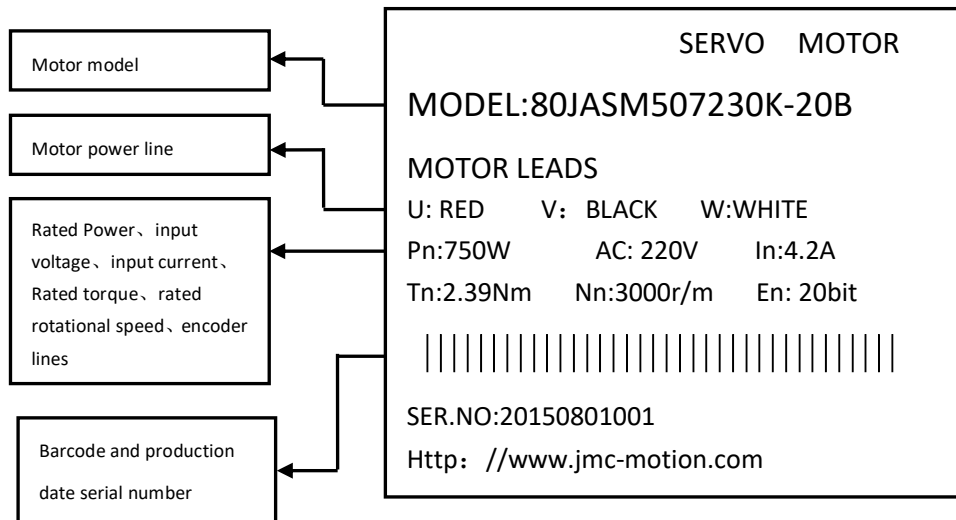 Motor model
Motor power line
Rated Power、input
voltage、input current、
Rated torque、rated
rotational speed、encoder
lines
Barcode and production
date serial number
SERVO MOTOR
MODEL:80JASM507230K-20B
MOTOR LEADS
U: RED V：BLACK W:WHITE
Pn:750W AC: 220V In:4.2A
Tn:2.39Nm Nn:3000r/m En: 20bit
SER.NO:20150801001
Http：//www.jmc-motion.com